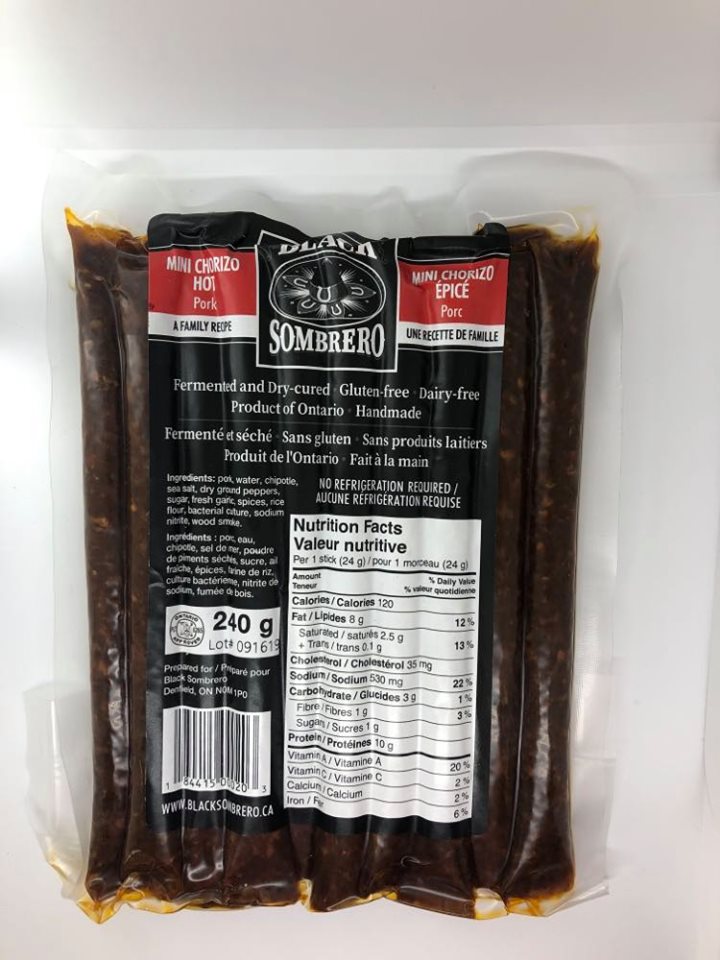 MINI CHORIZO
HOT
Pork
A FAMILY RECIPE
BLACK
SOMBRERO
MINI CHORIZO
ÉPICÉ
Porc
UNE RECETTE DE FAMILLE
Fermented and Dry-cured · Gluten-free · Dairy-free
Product of Ontario · Handmade
Fermenté et séché · Sans gluten · Sans produits laitiers
Produit de l'Ontario · Fait à la main
Ingredients: pork, water, chipotle,
sea salt, dry ground peppers,
sugar, fresh garlic, spices, rice
flour, bacterial culture, sodium
nitrite, wood smoke.
Ingrédients : porc, eau,
chipotle, sel de mer, poudre
de piments séchés, sucre, ail
fraîche, épices, farine de riz,
culture bactérienne, nitrite de
sodium, fumée de bois.
NO REFRIGERATION REQUIRED /
AUCUNE RÉFRIGÉRATION REQUISE
Nutrition Facts
Valeur nutritive
Per 1 stick (24 g) / pour 1 morceau (24 g)
Amount % Daily Value
Teneur % valeur quotidienne
Calories / Calories 120
Fat / Lipides 8 g 12 %
Saturated / saturés 2.5 g
+ Trans / trans 0.1 g 13 %
Cholesterol / Cholestérol 35 mg
Sodium / Sodium 530 mg 22 %
Carbohydrate / Glucides 3 g 1 %
Fibre / Fibres 1 g 3 %
Sugars / Sucres 1 g
Protein / Protéines 10 g
Vitamin A / Vitamine A 20 %
Vitamin C / Vitamine C 2 %
Calcium / Calcium 2 %
Iron / Fer 6 %
ONTARIO
APPROVED
240 g
Lot# 091619
Prepared for / Préparé pour
Black Sombrero
Denfield, ON N0M 1P0
WWW.BLACKSOMBRERO.CA